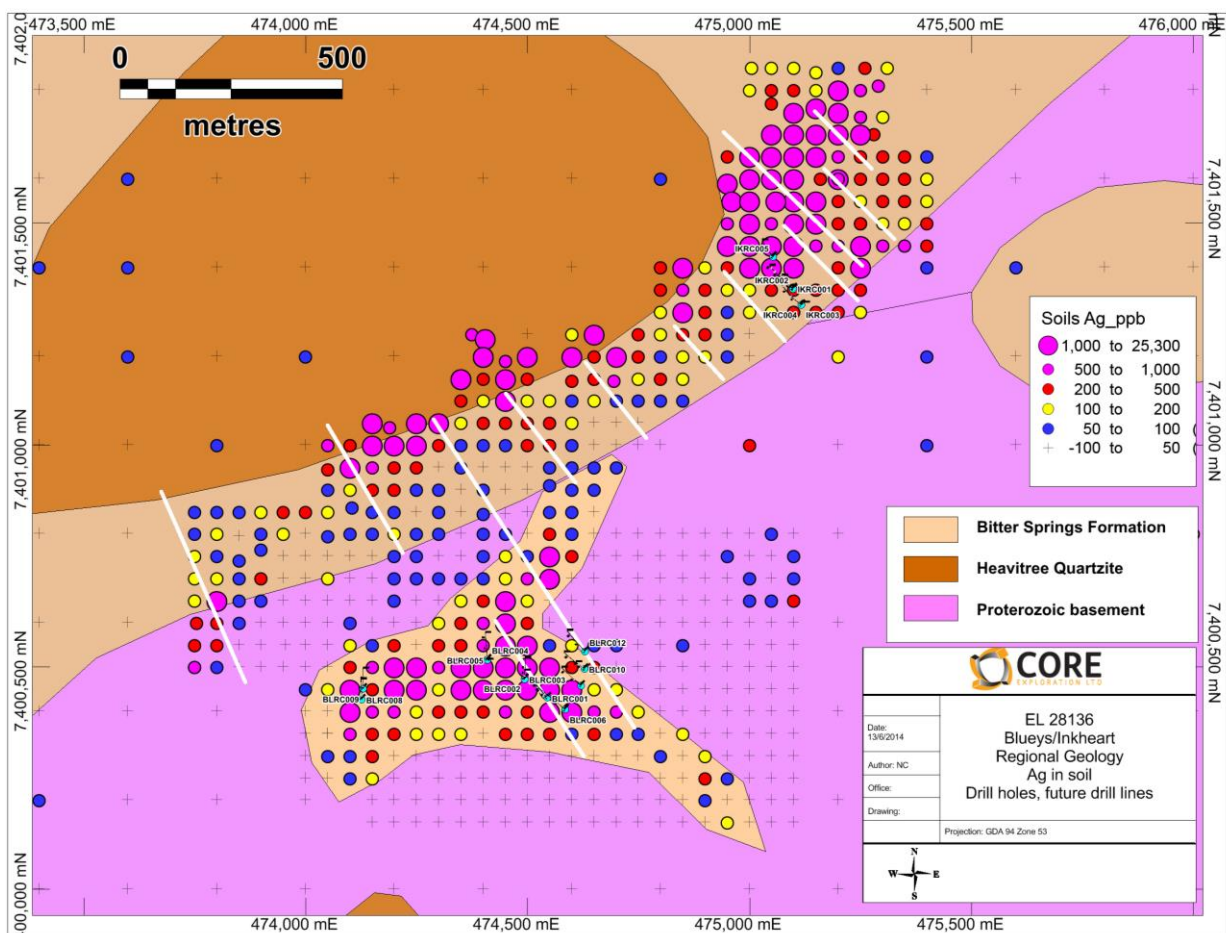 473,500 mE 474,000 mE 474,500 mE 475,000 mE 475,500 mE 476,000 mE
0 500
metres
7,401,500 mN
7,401,500 mN
IKRC005
IKRC002
IKRC001
IKRC004
IKRC003
Soils Ag_ppb
1,000 to 25,300
500 to 1,000
200 to 500
100 to 200
50 to 100 (
-100 to 50 (
7,401,000 mN
7,401,000 mN
Bitter Springs Formation
Heavitree Quartzite
Proterozoic basement
BLRC012
BLRC004
BLRC005
BLRC010
BLRC003
BLRC002
BLRC009
BLRC008
BLRC001
BLRC006
7,400,500 mN
7,400,500 mN
CORE
EXPLORATION LTD
Date:
13/6/2014
Author: NC
Office:
Drawing:
EL 28136
Blueys/Inkheart
Regional Geology
Ag in soil
Drill holes, future drill lines
Projection: GDA 94 Zone 53
N
W E
S
00,000 mN
474,000 mE 474,500 mE 475,000 mE 475,500 mE